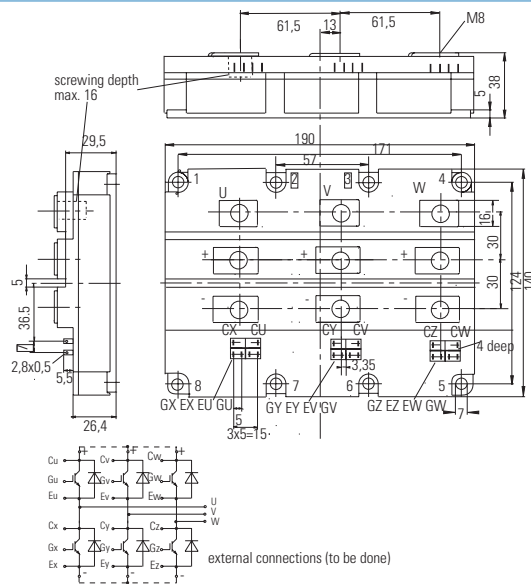 61,5
13
61,5
M8
screwing depth
max. 16
5
38
29,5
190
171
57
1
4
U
V
W
16
30
30
124
140
+
+
+
-
-
-
5
36.5
7
2,8x0,5
5,5
26,4
CX CU
CY CV
CZ CW
4 deep
3,35
8
7
6
5
GX EX EU GU
GY EY EV GV
GZ EZ EW GW
5
3x5=15
7
+
+
+
Cu
Cv
Cw
Gu
Gv
Gw
Eu
Ev
Ew
U
V
W
Cx
Cy
Cz
Gx
Gy
Gz
Ex
Ey
Ez
-
-
-
external connections (to be done)